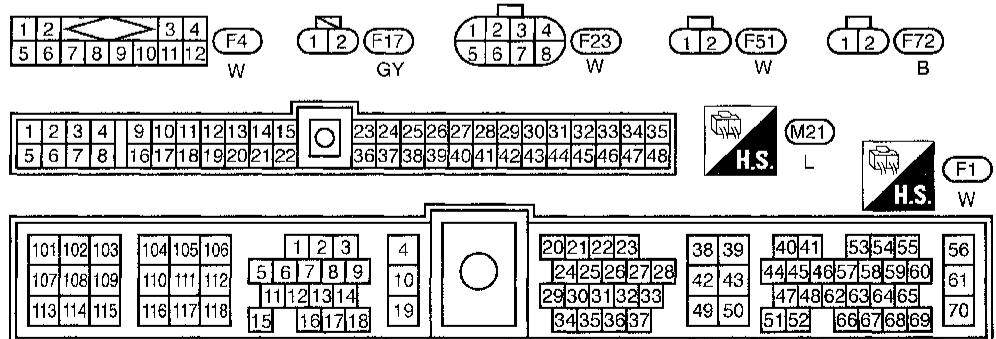 1 2 3 4 F4
5 6 7 8 9 10 11 12
W
1 2 F17
GY
1 2 3 4
5 6 7 8 F23
W
1 2 F51
W
1 2 F72
B
1 2 3 4 9 10 11 12 13 14 15 23 24 25 26 27 28 29 30 31 32 33 34 35
5 6 7 8 16 17 18 19 20 21 22 36 37 38 39 40 41 42 43 44 45 46 47 48
H.S. M21
L
H.S. F1
W
101 102 103 104 105 106 1 2 3 4 20 21 22 23 38 39 40 41 53 54 55 56
107 108 109 110 111 112 5 6 7 8 9 10 24 25 26 27 28 42 43 44 45 46 57 58 59 60 61
11 12 13 14 29 30 31 32 33 47 48 62 63 64 65
113 114 115 116 117 118 15 16 17 18 19 34 35 36 37 49 50 51 52 66 67 68 69 70